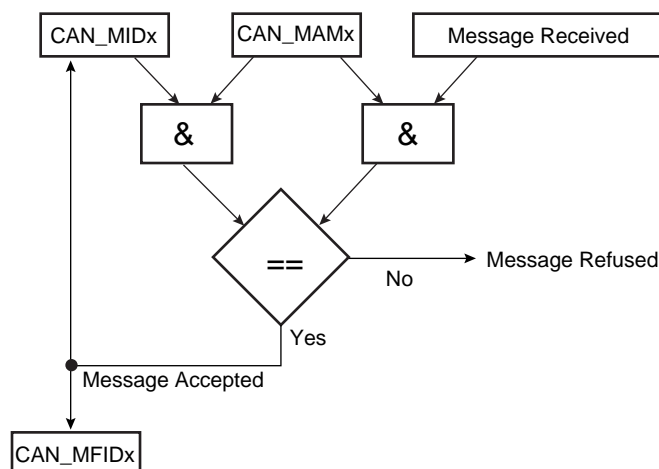 CAN_MIDx
CAN_MAMx
Message Received
&
&
==
No
Message Refused
Yes
Message Accepted
CAN_MFIDx